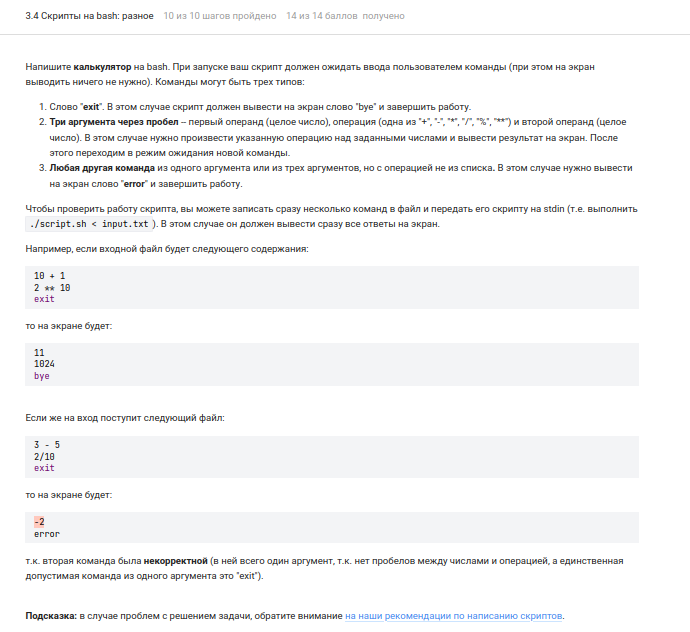 3.4 Скрипты на bash: разное 10 из 10 шагов пройдено 14 из 14 баллов получено
Напишите калькулятор на bash. При запуске ваш скрипт должен ожидать ввода пользователем команды (при этом на экран
выводить ничего не нужно). Команды могут быть трех типов:
1. Слово "exit". В этом случае скрипт должен вывести на экран слово "bye" и завершить работу.
2. Три аргумента через пробел – первый операнд (целое число), операция (одна из "+", "-", "*", "/", "%", "**") и второй операнд (целое
число). В этом случае нужно произвести указанную операцию над заданными числами и вывести результат на экран. После
этого переходим в режим ожидания новой команды.
3. Любая другая команда из одного аргумента или из трех аргументов, но с операцией не из списка. В этом случае нужно вывести
на экран слово "error" и завершить работу.
Чтобы проверить работу скрипта, вы можете записать сразу несколько команд в файл и передать его скрипту на stdin (т.е. выполнить
./script.sh < input.txt ). В этом случае он должен вывести сразу все ответы на экран.
Например, если входной файл будет следующего содержания:
10 + 1
2 ** 10
exit
то на экране будет:
11
1024
bye
Если же на вход поступит следующий файл:
3 - 5
2/10
exit
то на экране будет:
-2
error
т.к. вторая команда была некорректной (в ней всего один аргумент, т.к. нет пробелов между числами и операцией, а единственная
допустимая команда из одного аргумента это "exit").
Подсказка: в случае проблем с решением задачи, обратите внимание на наши рекомендации по написанию скриптов.